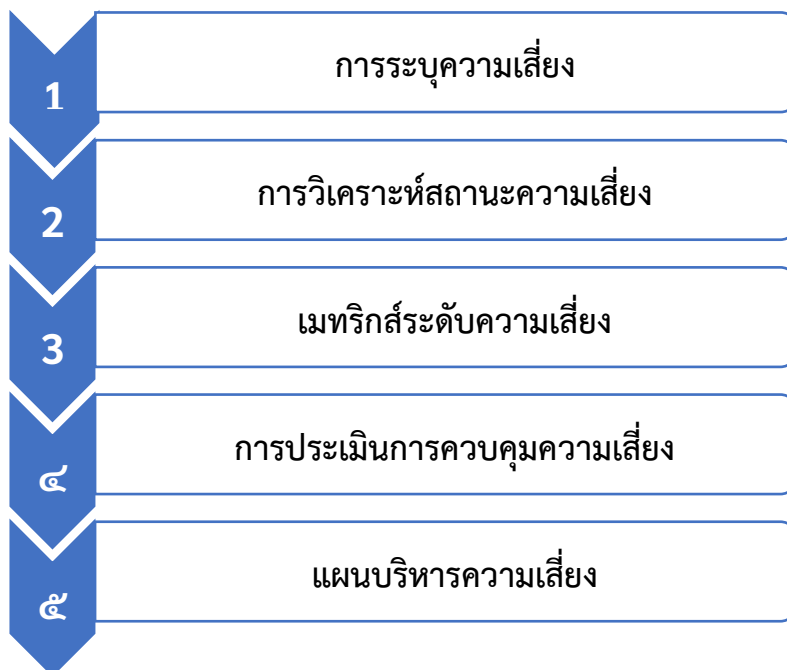 1
การระบุความเสี่ยง
2
การวิเคราะห์สถานะความเสี่ยง
3
เมทริกส์ระดับความเสี่ยง
๔
การประเมินการควบคุมความเสี่ยง
๕
แผนบริหารความเสี่ยง